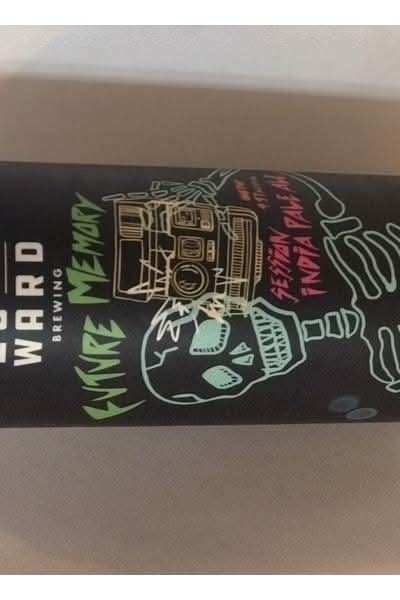 WARD
BREWING
FUTURE MEMORY
SESSION
INDIA PALE ALE